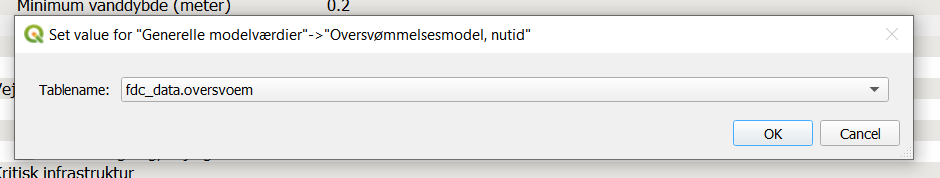 Minimum vanddybde (meter) 0.2
Set value for "Generelle modelværdier"->"Oversvømmelsesmodel, nutid"
Vej
Tablename: fdc_data.oversvoem
OK Cancel
Kritisk infrastruktur